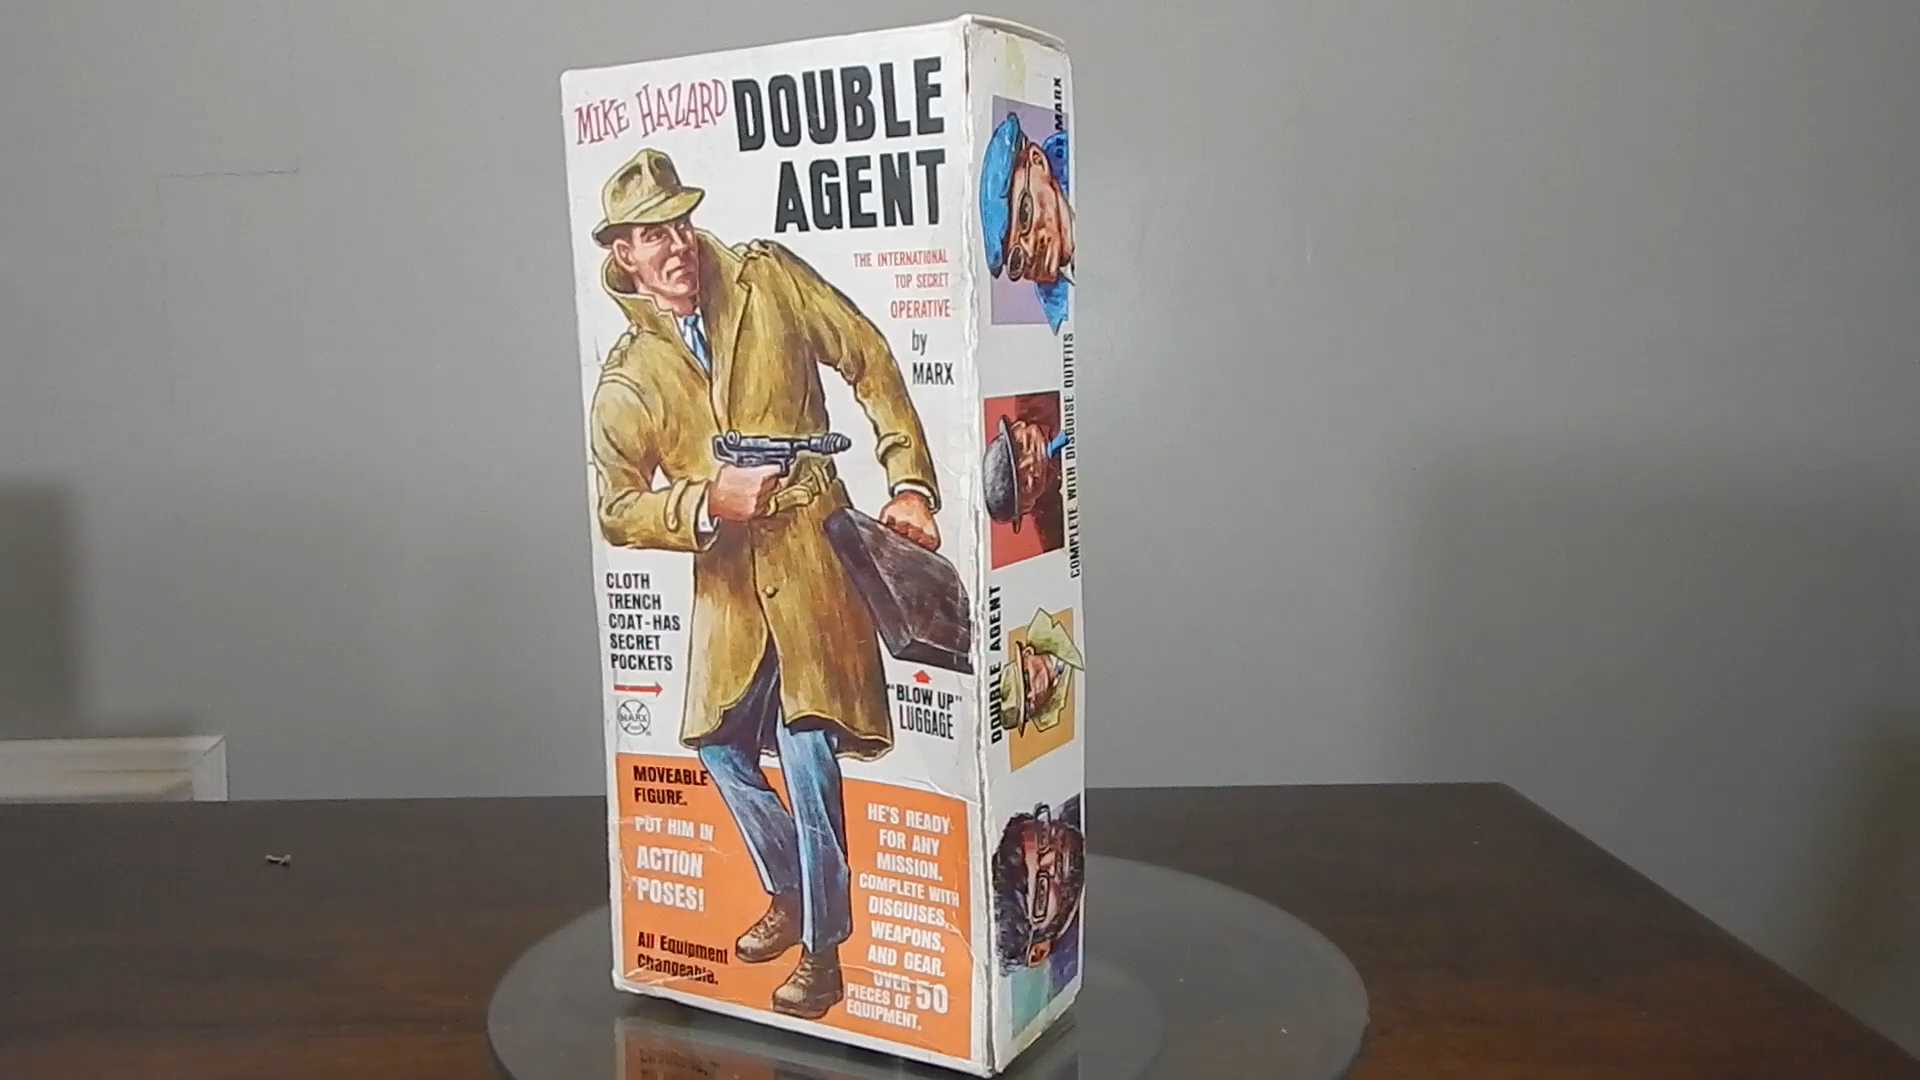 MIKE HAZARD
DOUBLE
AGENT
THE INTERNATIONAL
TOP SECRET
OPERATIVE
by
MARX
CLOTH
TRENCH
COAT-HAS
SECRET
POCKETS
MARX
"BLOW UP"
LUGGAGE
MOVEABLE
FIGURE.
PUT HIM IN
ACTION
POSES!
All Equipment
Changeable.
HE'S READY
FOR ANY
MISSION.
COMPLETE WITH
DISGUISES,
WEAPONS,
AND GEAR.
OVER 50
PIECES OF
EQUIPMENT.
DOUBLE AGENT
COMPLETE WITH DISGUISE OUTFITS
BY MARX